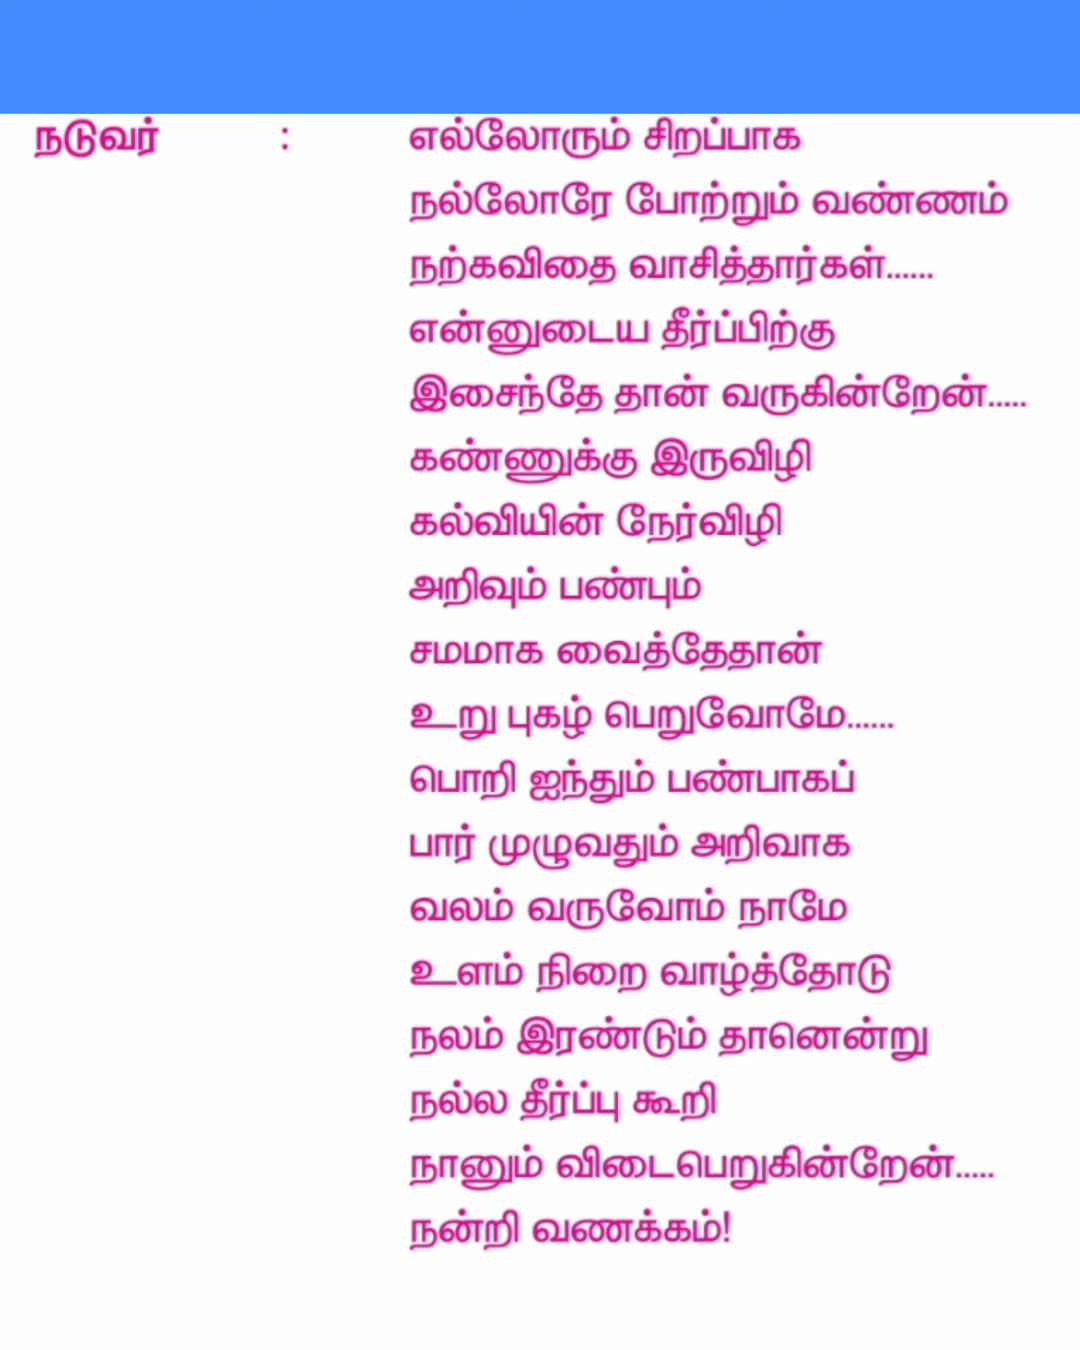 நடுவர் : எல்லோரும் சிறப்பாக
நல்லோரே போற்றும் வண்ணம்
நற்கவிதை வாசித்தார்கள்......
என்னுடைய தீர்ப்பிற்கு
இசைந்தே தான் வருகின்றேன்.....
கண்ணுக்கு இருவிழி
கல்வியின் நேர்விழி
அறிவும் பண்பும்
சமமாக வைத்தேதான்
உறு புகழ் பெறுவோமே......
பொறி ஐந்தும் பண்பாகப்
பார் முழுவதும் அறிவாக
வலம் வருவோம் நாமே
உளம் நிறை வாழ்த்தோடு
நலம் இரண்டும் தானென்று
நல்ல தீர்ப்பு கூறி
நானும் விடைபெறுகின்றேன்.....
நன்றி வணக்கம்!